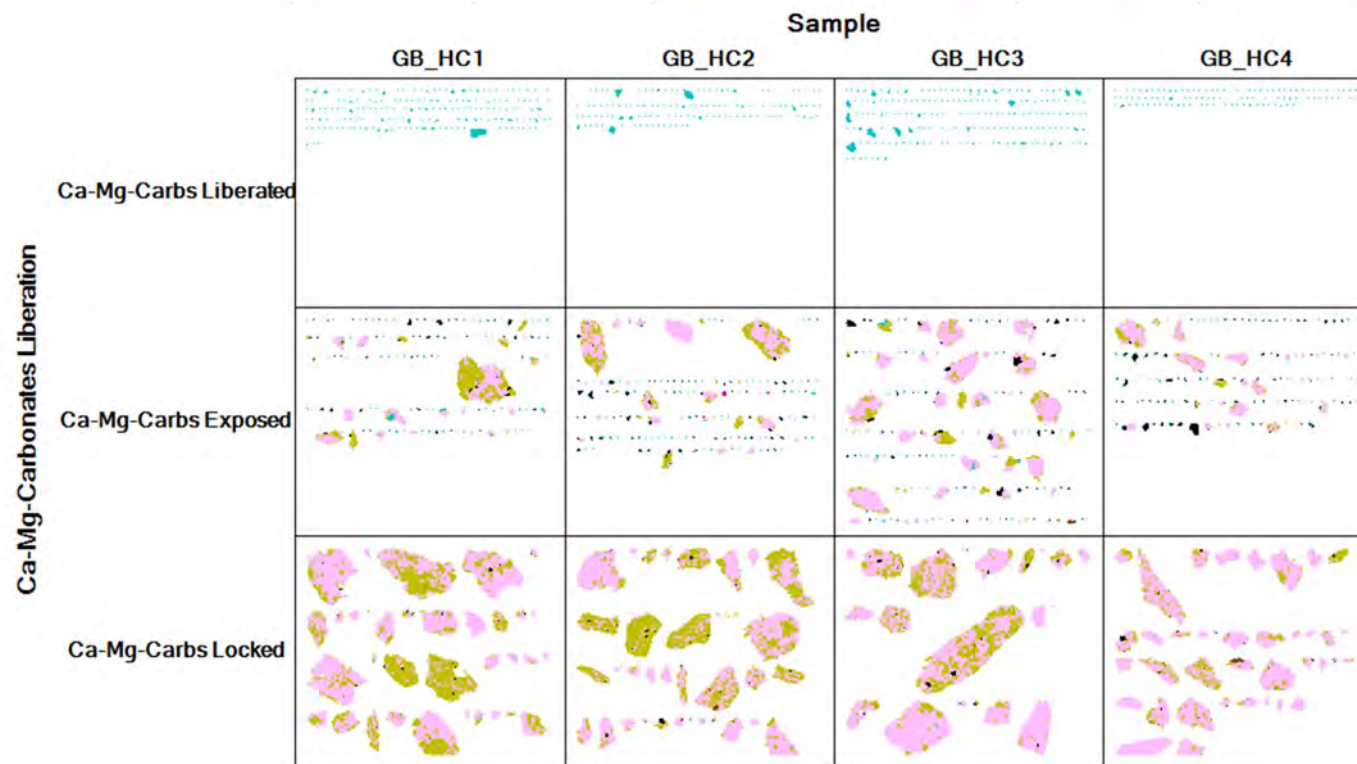 Sample
GB_HC1 GB_HC2 GB_HC3 GB_HC4
Ca-Mg-Carbonates Liberation
Ca-Mg-Carbs Liberated
Ca-Mg-Carbs Exposed
Ca-Mg-Carbs Locked